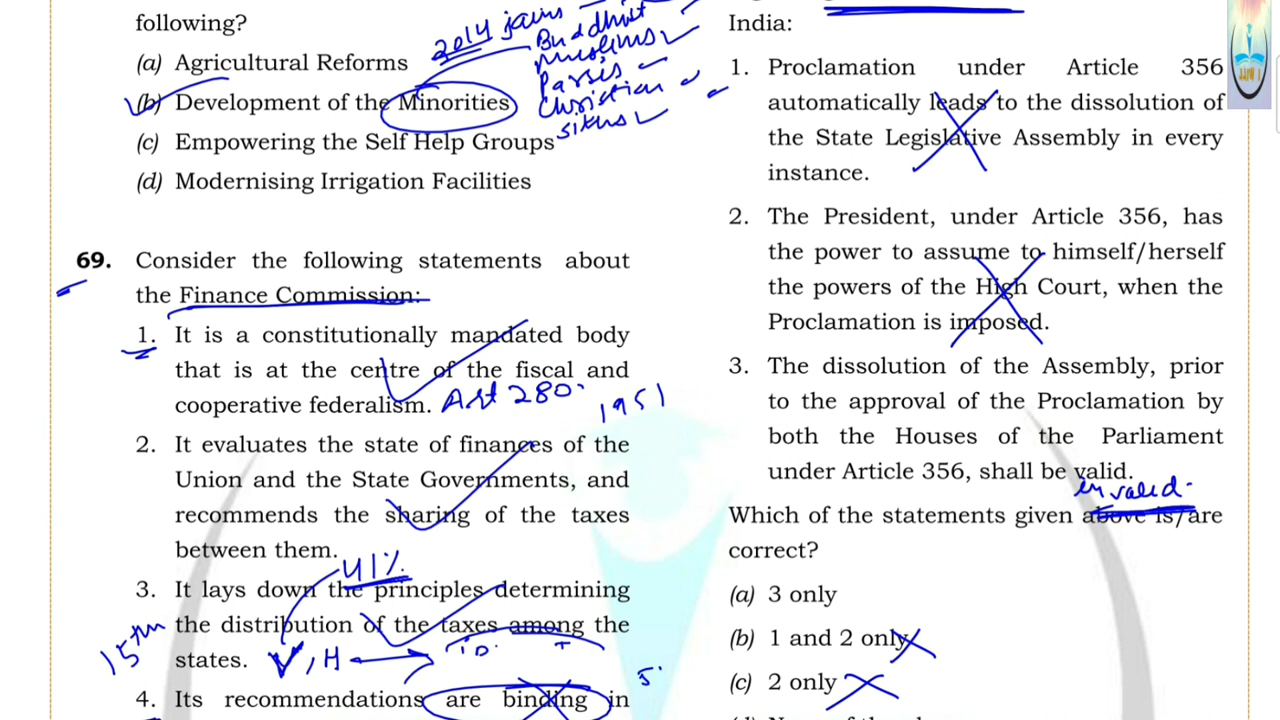 following?
2014 jains
Buddhist
Muslims
Parsis
Christian
Sikhs
(a) Agricultural Reforms
(b) Development of the Minorities
(c) Empowering the Self Help Groups
(d) Modernising Irrigation Facilities
69. Consider the following statements about
the Finance Commission:
1. It is a constitutionally mandated body
that is at the centre of the fiscal and
cooperative federalism. Art 280.
1951
2. It evaluates the state of finances of the
Union and the State Governments, and
recommends the sharing of the taxes
between them.
41%
3. It lays down the principles determining
the distribution of the taxes among the
15th
states. V, H
4. Its recommendations are binding in
India:
1. Proclamation under Article 356
automatically leads to the dissolution of
the State Legislative Assembly in every
instance.
2. The President, under Article 356, has
the power to assume to himself/herself
the powers of the High Court, when the
Proclamation is imposed.
3. The dissolution of the Assembly, prior
to the approval of the Proclamation by
both the Houses of the Parliament
under Article 356, shall be valid.
invalid.
Which of the statements given above is/are
correct?
(a) 3 only
(b) 1 and 2 only
(c) 2 only